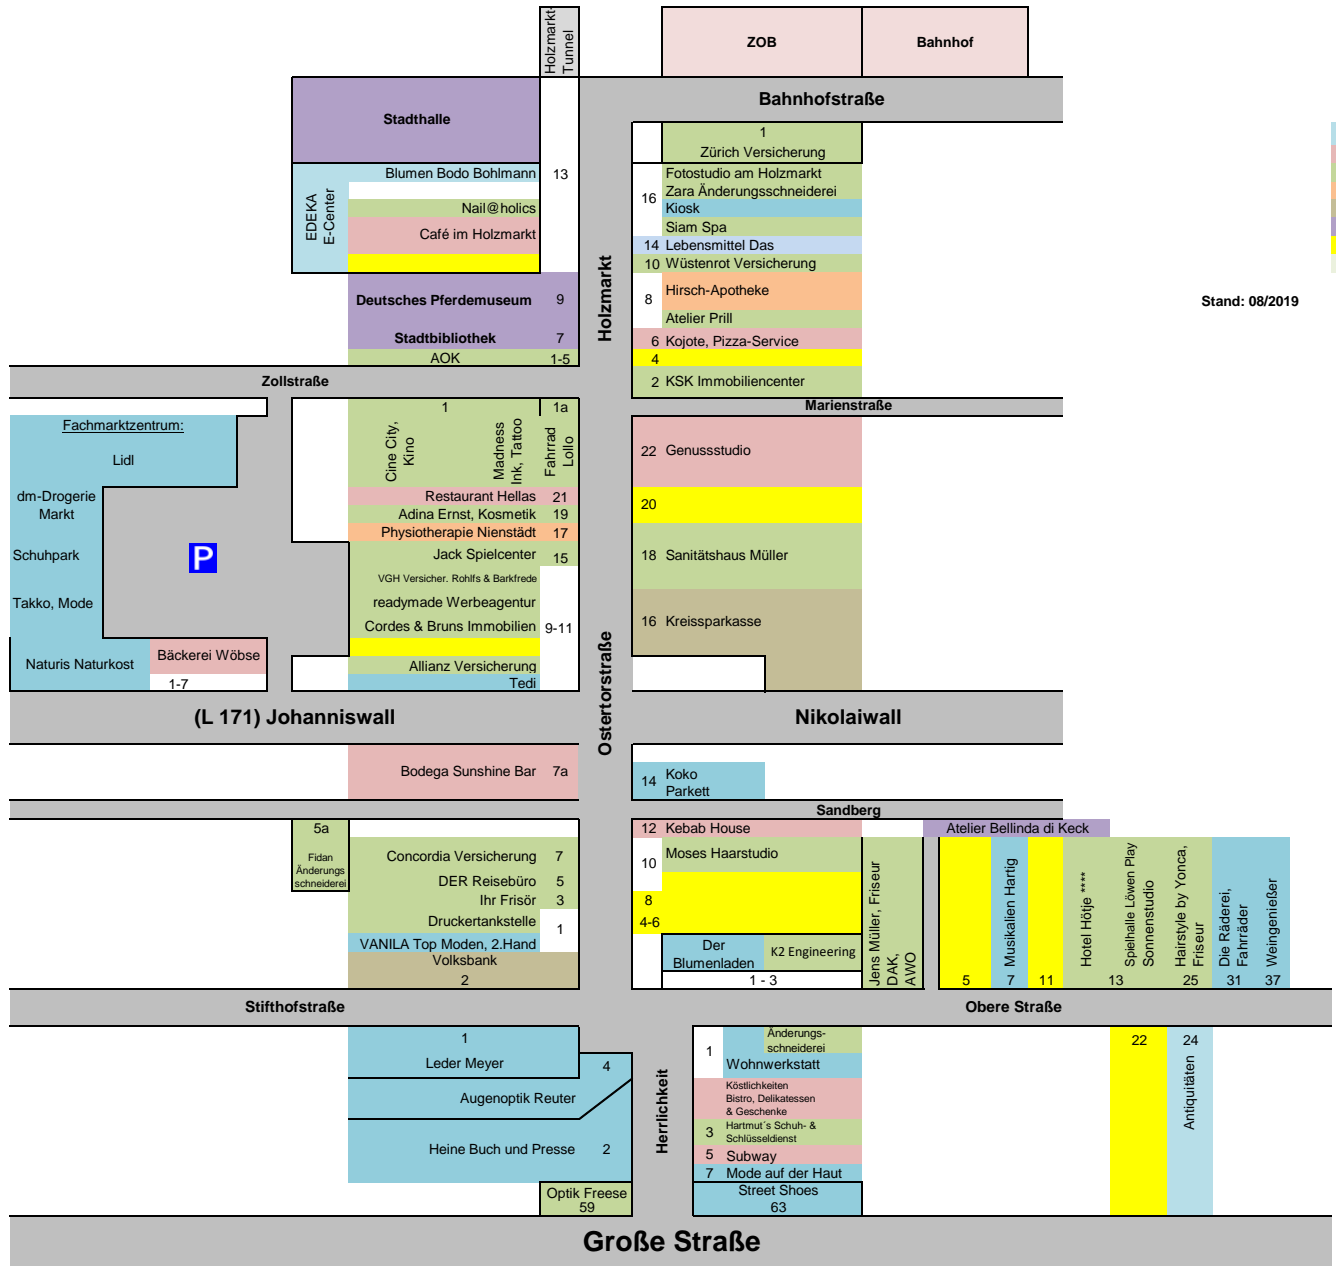 Holzmarkt-
Tunnel
ZOB
Bahnhof
Bahnhofstraße
Stadthalle
1
Zürich Versicherung
EDEKA
E-Center
Blumen Bodo Bohlmann
13
Nail@holics
Café im Holzmarkt
16
Fotostudio am Holzmarkt
Zara Änderungsschneiderei
Kiosk
Siam Spa
14 Lebensmittel Das
10 Wüstenrot Versicherung
8
Hirsch-Apotheke
Atelier Prill
6 Kojote, Pizza-Service
4
2 KSK Immobiliencenter
Holzmarkt
Stand: 08/2019
Deutsches Pferdemuseum 9
Stadtbibliothek 7
AOK 1-5
Zollstraße
Marienstraße
Fachmarktzentrum:
Lidl
dm-Drogerie
Markt
Schuhpark
Takko, Mode
Naturis Naturkost
Bäckerei Wöbse
1-7
P
1
Cine City,
Kino
Madness
Ink, Tattoo
1a
Fahrrad
Lollo
Restaurant Hellas 21
Adina Ernst, Kosmetik 19
Physiotherapie Nienstädt 17
Jack Spielcenter 15
VGH Versicher. Rohlfs & Barkfrede
readymade Werbeagentur
Cordes & Bruns Immobilien 9-11
Allianz Versicherung
Tedi
22 Genussstudio
20
18 Sanitätshaus Müller
16 Kreissparkasse
Ostertorstraße
(L 171) Johanniswall
Nikolaiwall
Bodega Sunshine Bar 7a
14 Koko
Parkett
Sandberg
5a
Fidan
Änderungs
schneiderei
Concordia Versicherung 7
DER Reisebüro 5
Ihr Frisör 3
Druckertankstelle
1
VANILA Top Moden, 2.Hand
Volksbank
2
12 Kebab House
10
Moses Haarstudio
8
4-6
Der
Blumenladen
K2 Engineering
1 - 3
Jens Müller, Friseur
DAK,
AWO
Atelier Bellinda di Keck
5
Musikalien Hartig
7
11
Hotel Hötje ****
Spielhalle Löwen Play
Sonnenstudio
13
Hairstyle by Yonca,
Friseur
25
Die Räderei,
Fahrräder
31
Weingenießer
37
Stifthofstraße
Obere Straße
1
Leder Meyer
4
Augenoptik Reuter
Heine Buch und Presse 2
Optik Freese
59
Herrlichkeit
1
Änderungs-
schneiderei
Wohnwerkstatt
Köstlichkeiten
Bistro, Delikatessen
& Geschenke
3
Hartmut´s Schuh- &
Schlüsseldienst
5 Subway
7 Mode auf der Haut
Street Shoes
63
22
24
Antiquitäten
Große Straße